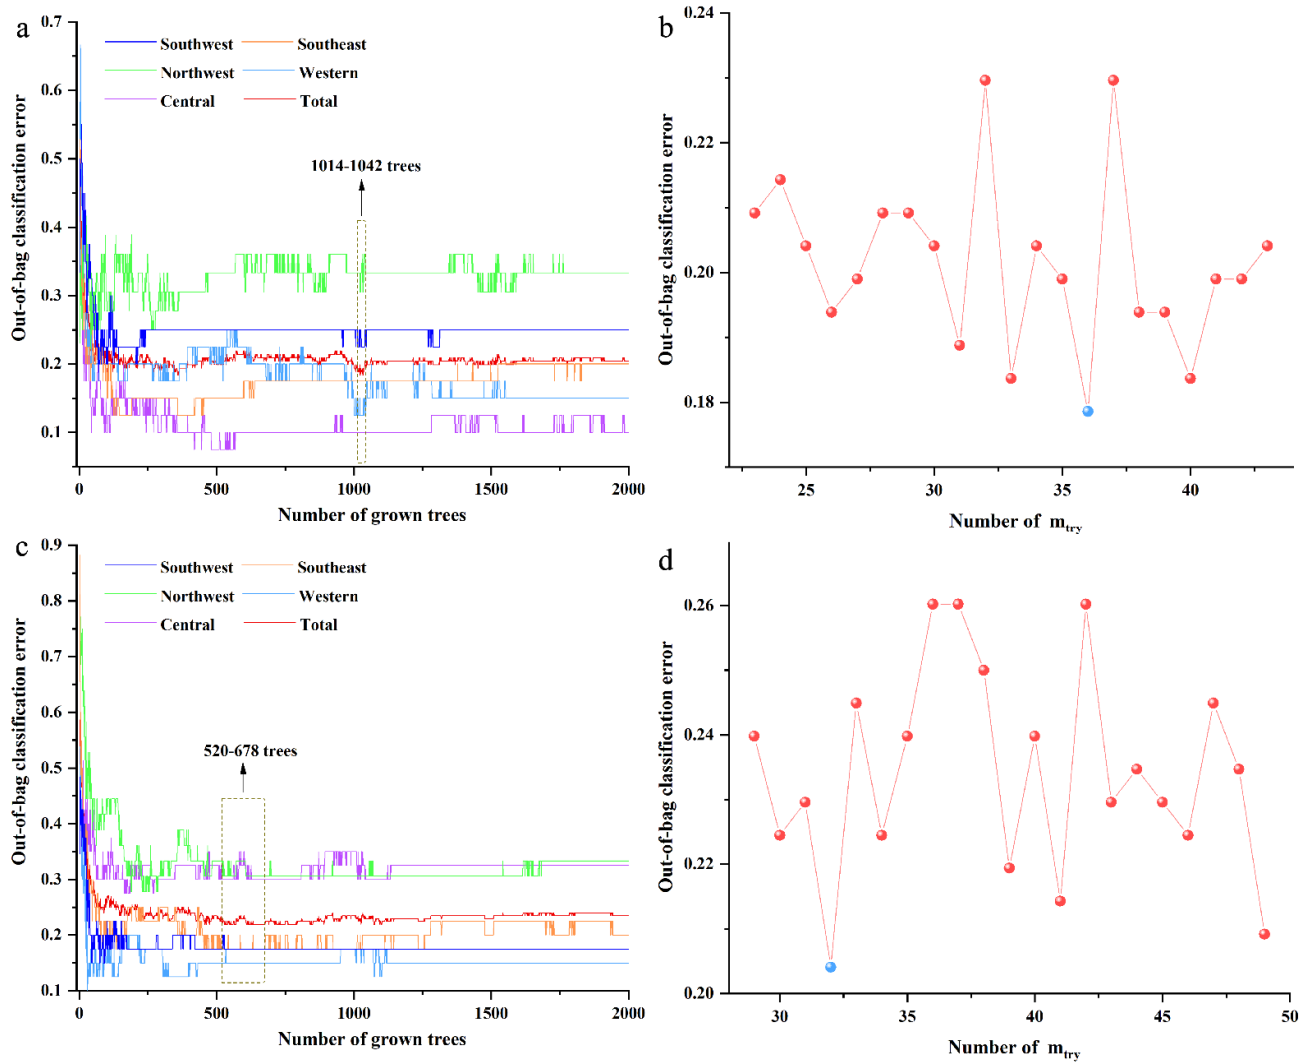 a
0.7
0.6
0.5
0.4
0.3
0.2
0.1
Out-of-bag classification error
Southwest Southeast
Northwest Western
Central Total
1014-1042 trees
0 500 1000 1500 2000
Number of grown trees
b
0.24
0.22
0.20
0.18
Out-of-bag classification error
25 30 35 40
Number of mtry
c
0.9
0.8
0.7
0.6
0.5
0.4
0.3
0.2
0.1
Out-of-bag classification error
Southwest Southeast
Northwest Western
Central Total
520-678 trees
0 500 1000 1500 2000
Number of grown trees
d
0.26
0.24
0.22
0.20
Out-of-bag classification error
30 35 40 45 50
Number of mtry